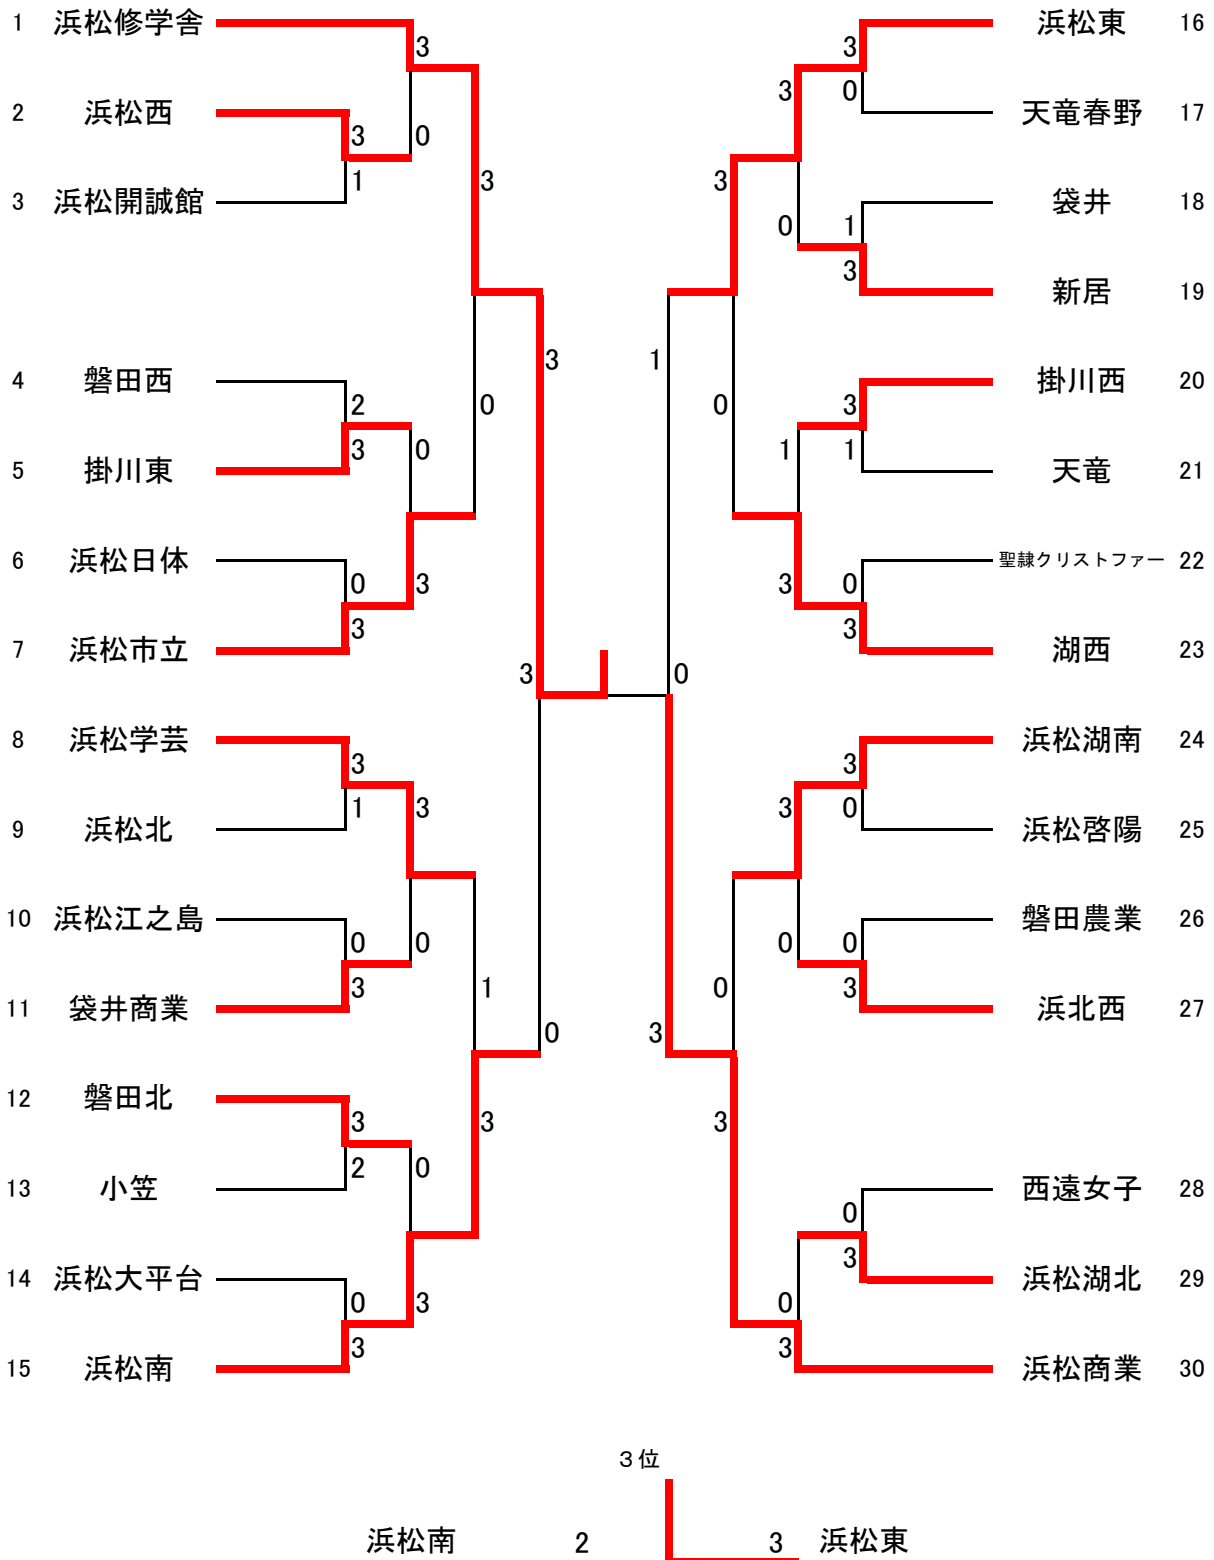 1 浜松修学舎
3
2 浜松西
3
0
1
3 浜松開誠館
3
4 磐田西
2
3
0
5 掛川東
0
6 浜松日体
0
3
3
7 浜松市立
3
3
8 浜松学芸
3
1
3
9 浜松北
10 浜松江之島
0
3
0
11 袋井商業
1
0
12 磐田北
3
2
0
13 小笠
3
14 浜松大平台
0
3
3
15 浜松南
浜松東 16
3
0
3
天竜春野 17
3
袋井 18
1
0
3
新居 19
1
掛川西 20
3
0
1
1
天竜 21
聖隷クリストファー 22
0
3
3
湖西 23
0
浜松湖南 24
3
3
0
浜松啓陽 25
磐田農業 26
0
0
3
浜北西 27
0
3
3
西遠女子 28
0
3
浜松湖北 29
0
3
浜松商業 30
3位
浜松南 2 3 浜松東